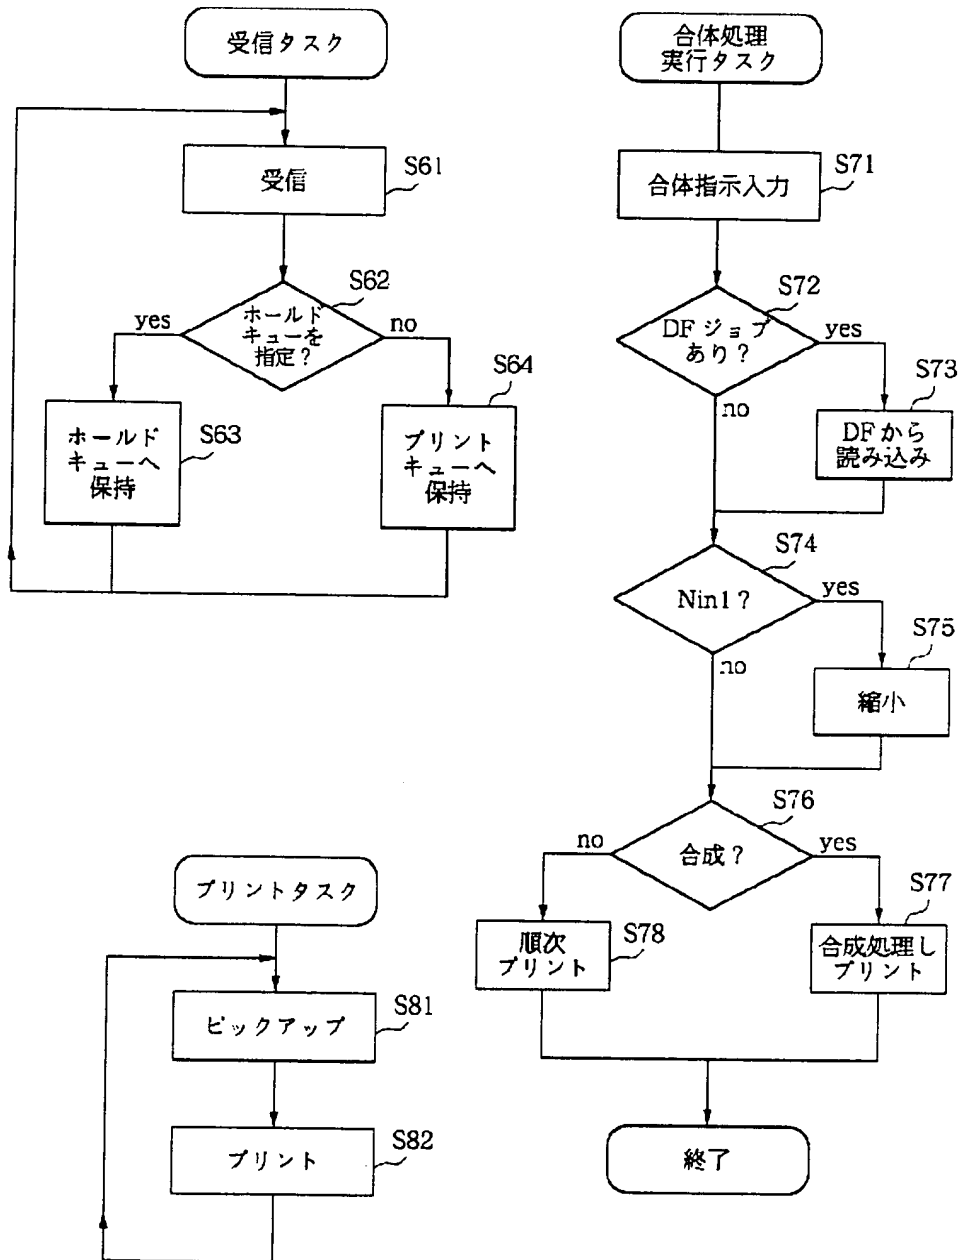 受信タスク
受信
S61
S62
ホールド
キューを
指定？
yes
no
S63
ホールド
キューへ
保持
S64
プリント
キューへ
保持
合体処理
実行タスク
合体指示入力
S71
S72
DFジョブ
あり？
yes
no
S73
DFから
読み込み
S74
Nin1？
yes
no
S75
縮小
S76
合成？
no
yes
S78
順次
プリント
S77
合成処理し
プリント
終了
プリントタスク
S81
ピックアップ
S82
プリント